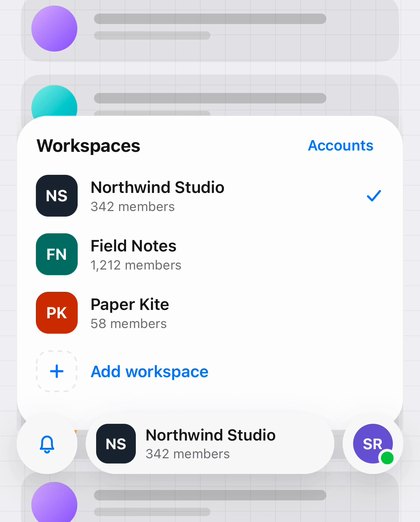 Workspaces
Accounts
NS
Northwind Studio
342 members
FN
Field Notes
1,212 members
PK
Paper Kite
58 members
Add workspace
NS
Northwind Studio
342 members
SR